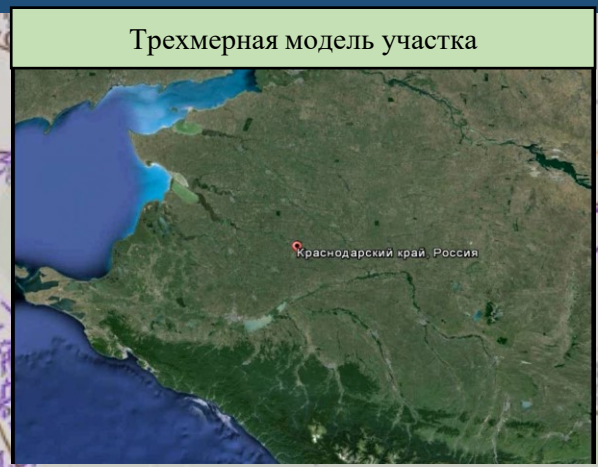 Трехмерная модель участка
Краснодарский край, Россия